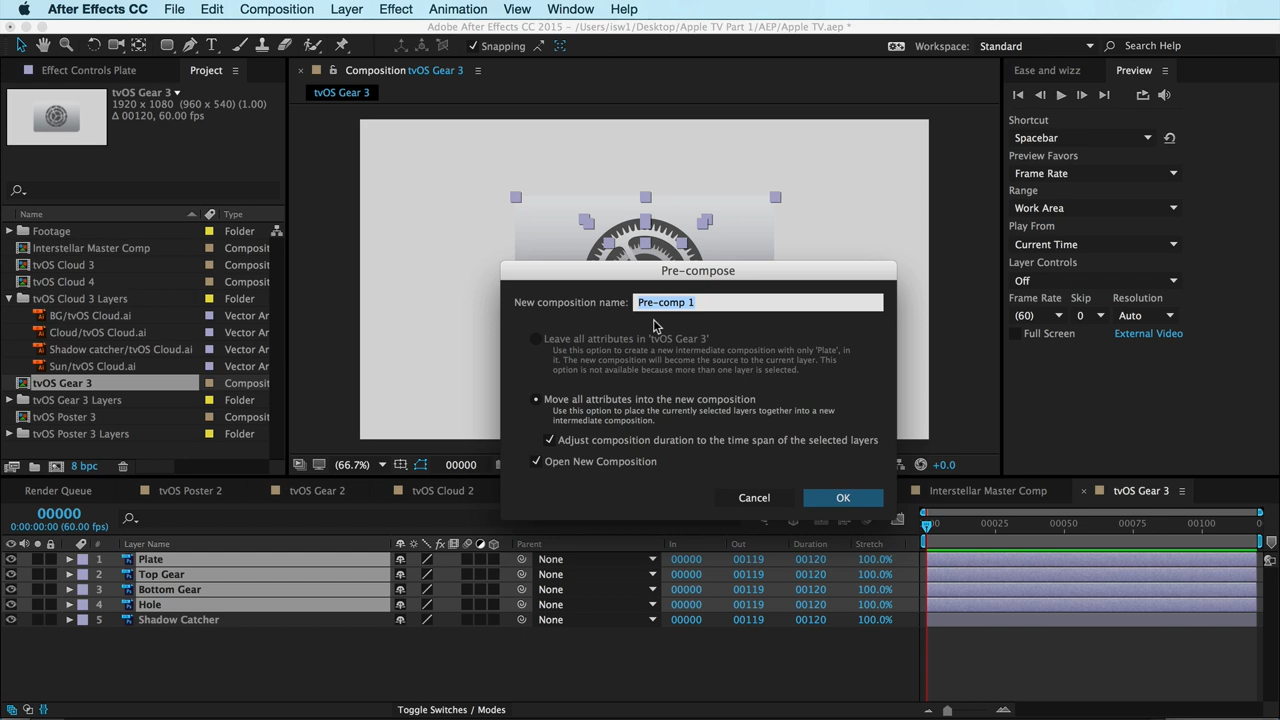 After Effects CC File Edit Composition Layer Effect Animation View Window Help
Adobe After Effects CC 2015 - /Users/isw1/Desktop/Apple TV Part 1/AEP/Apple TV.aep *
Snapping
Workspace: Standard
Search Help
Effect Controls Plate
Project
Composition tvOS Gear 3
Ease and wizz
Preview
tvOS Gear 3
1920 x 1080 (960 x 540) (1.00)
Δ 00120, 60.00 fps
tvOS Gear 3
Shortcut
Spacebar
Preview Favors
Frame Rate
Range
Work Area
Play From
Current Time
Layer Controls
Off
Frame Rate Skip Resolution
(60) 0 Auto
Full Screen External Video
Name Type
Footage Folder
Interstellar Master Comp Composit
tvOS Cloud 3 Composit
tvOS Cloud 4 Composit
tvOS Cloud 3 Layers Folder
BG/tvOS Cloud.ai Vector A
Cloud/tvOS Cloud.ai Vector A
Shadow catcher/tvOS Cloud.ai Vector A
Sun/tvOS Cloud.ai Vector A
tvOS Gear 3 Composit
tvOS Gear 3 Layers Folder
tvOS Poster 3 Composit
tvOS Poster 3 Layers Folder
8 bpc
(66.7%) 00000
+0.0
Pre-compose
New composition name: Pre-comp 1
Leave all attributes in 'tvOS Gear 3'
Use this option to create a new intermediate composition with only 'Plate', in
it. The new composition will become the source to the current layer. This
option is not available because more than one layer is selected.
Move all attributes into the new composition
Use this option to place the currently selected layers together into a new
intermediate composition.
Adjust composition duration to the time span of the selected layers
Open New Composition
Cancel OK
Render Queue tvOS Poster 2 tvOS Gear 2 tvOS Cloud 2 Interstellar Master Comp tvOS Gear 3
00000
0:00:00:00 (60.00 fps)
00 00025 00050 00075 00100 0
# Layer Name Parent In Out Duration Stretch
1 Plate None 00000 00119 00120 100.0%
2 Top Gear None 00000 00119 00120 100.0%
3 Bottom Gear None 00000 00119 00120 100.0%
4 Hole None 00000 00119 00120 100.0%
5 Shadow Catcher None 00000 00119 00120 100.0%
Toggle Switches / Modes